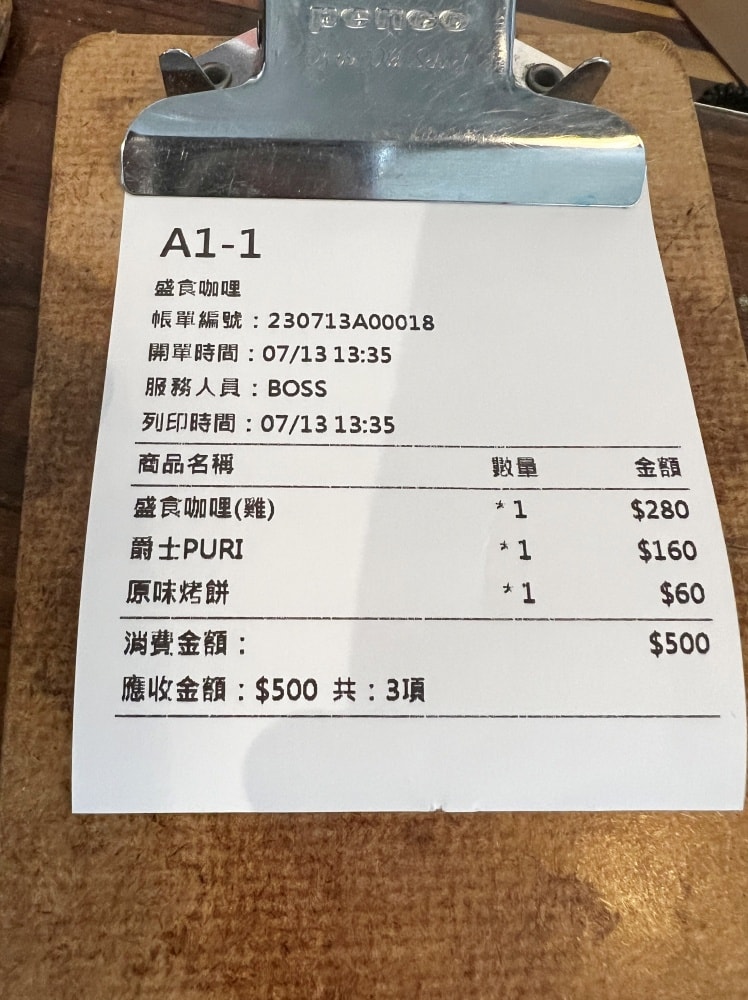 penco
A1-1
盛食咖哩
帳單編號：230713A00018
開單時間：07/13 13:35
服務人員：BOSS
列印時間：07/13 13:35
商品名稱 數量 金額
盛食咖哩(雞) *1 $280
爵士PURI *1 $160
原味烤餅 *1 $60
消費金額： $500
應收金額：$500 共：3項